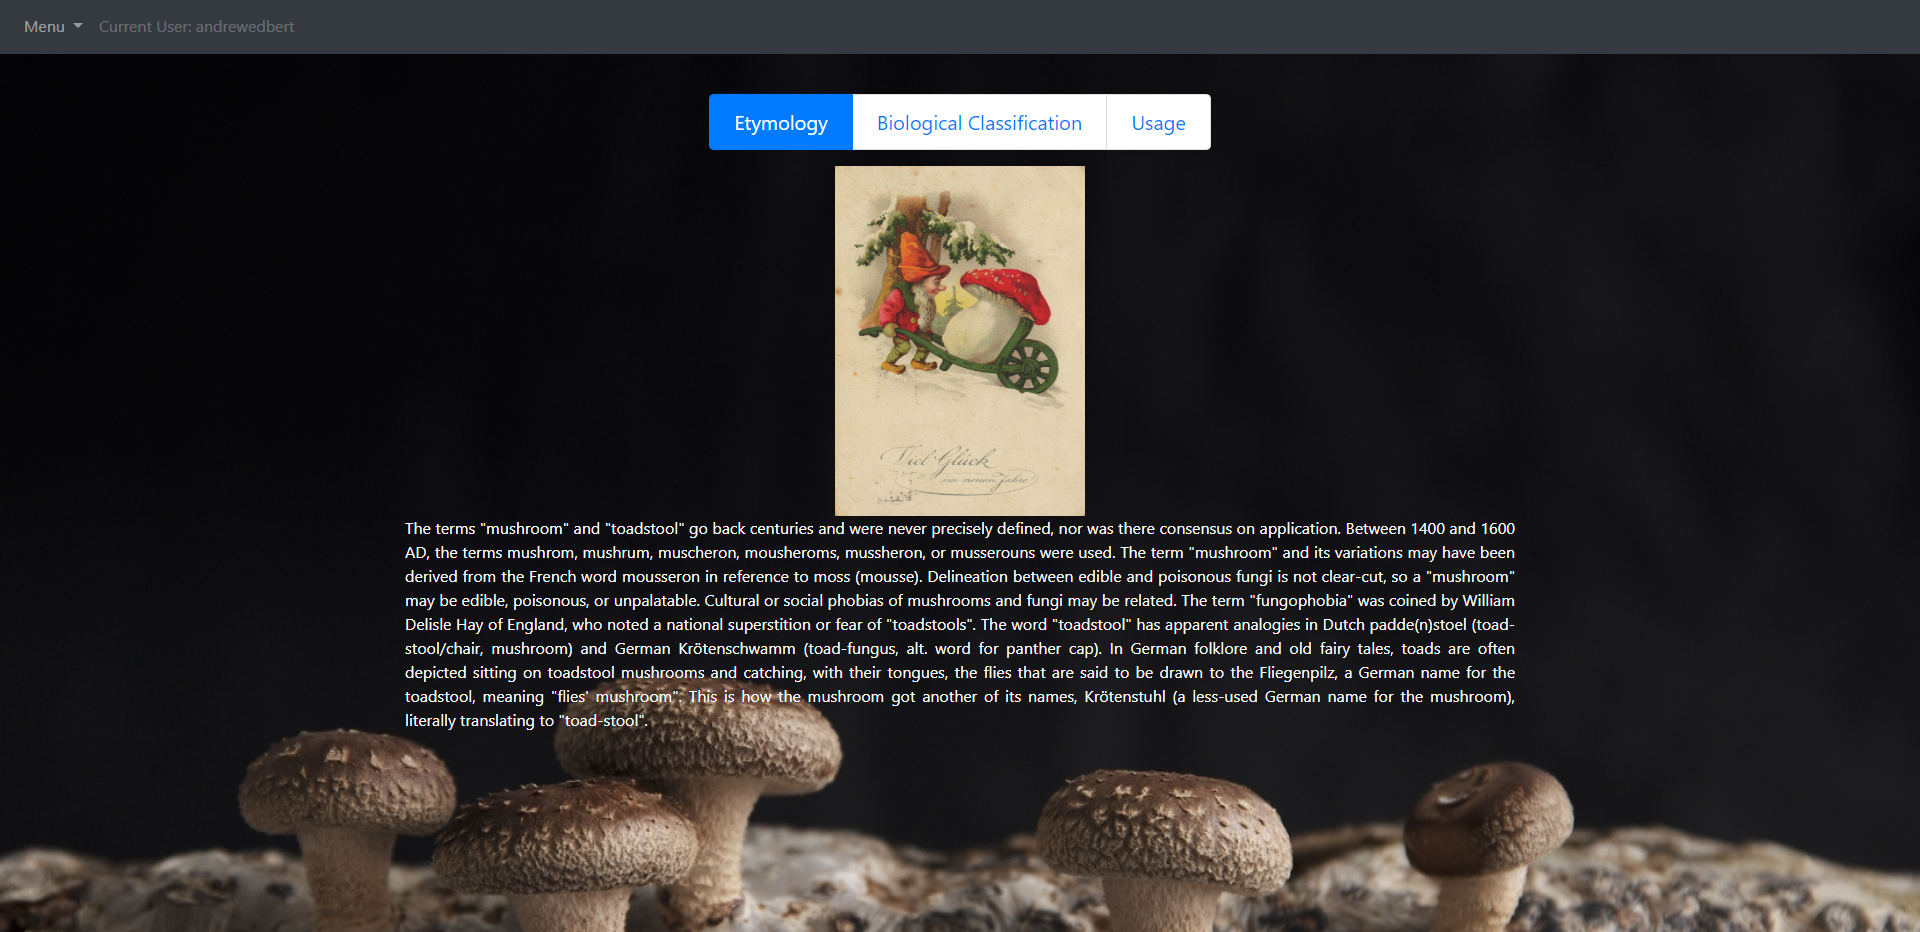 Menu Current User: andrewedbert
Etymology Biological Classification Usage
Viel Glück
im neuen Jahre
The terms "mushroom" and "toadstool" go back centuries and were never precisely defined, nor was there consensus on application. Between 1400 and 1600
AD, the terms mushrom, mushrum, muscheron, mousheroms, mussheron, or musserouns were used. The term "mushroom" and its variations may have been
derived from the French word mousseron in reference to moss (mousse). Delineation between edible and poisonous fungi is not clear-cut, so a "mushroom"
may be edible, poisonous, or unpalatable. Cultural or social phobias of mushrooms and fungi may be related. The term "fungophobia" was coined by William
Delisle Hay of England, who noted a national superstition or fear of "toadstools". The word "toadstool" has apparent analogies in Dutch padde(n)stoel (toad-
stool/chair, mushroom) and German Krötenschwamm (toad-fungus, alt. word for panther cap). In German folklore and old fairy tales, toads are often
depicted sitting on toadstool mushrooms and catching, with their tongues, the flies that are said to be drawn to the Fliegenpilz, a German name for the
toadstool, meaning "flies' mushroom". This is how the mushroom got another of its names, Krötenstuhl (a less-used German name for the mushroom),
literally translating to "toad-stool".